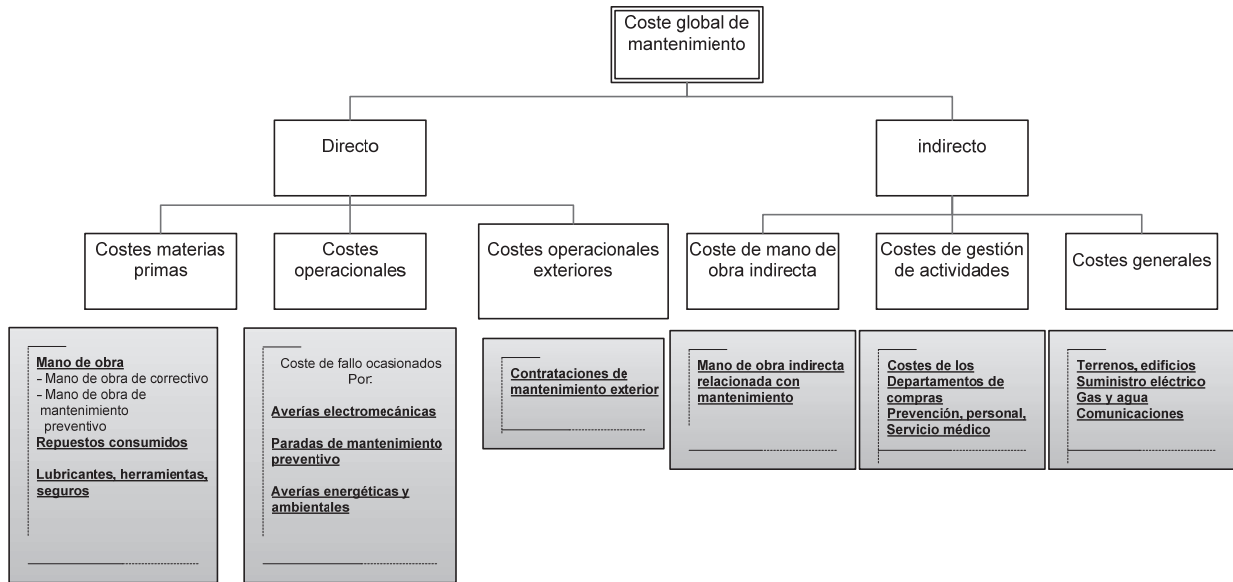 Coste global de
mantenimiento
Directo
indirecto
Costes materias
primas
Costes
operacionales
Costes operacionales
exteriores
Coste de mano de
obra indirecta
Costes de gestión
de actividades
Costes generales
Mano de obra
- Mano de obra de correctivo
- Mano de obra de
mantenimiento
preventivo
Repuestos consumidos
Lubricantes, herramientas,
seguros
Coste de fallo ocasionados
Por:
Averías electromecánicas
Paradas de mantenimiento
preventivo
Averías energéticas y
ambientales
Contrataciones de
mantenimiento exterior
Mano de obra indirecta
relacionada con
mantenimiento
Costes de los
Departamentos de
compras
Prevención, personal,
Servicio médico
Terrenos, edificios
Suministro eléctrico
Gas y agua
Comunicaciones